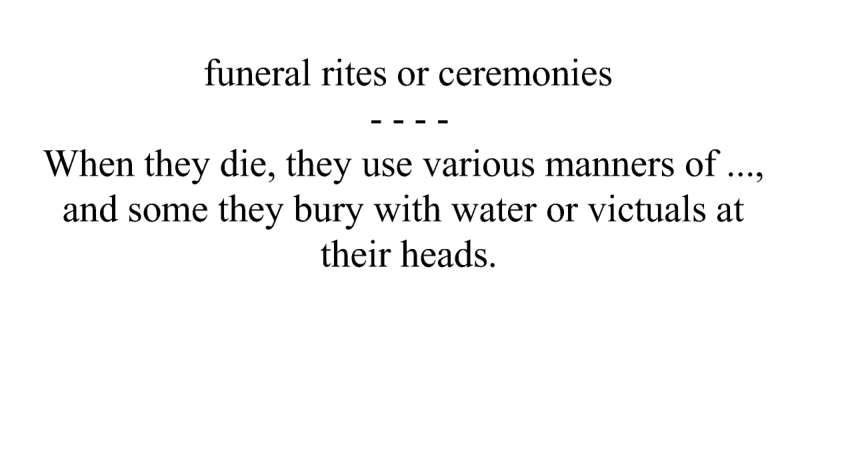 funeral rites or ceremonies
- - - -
When they die, they use various manners of ...,
and some they bury with water or victuals at
their heads.